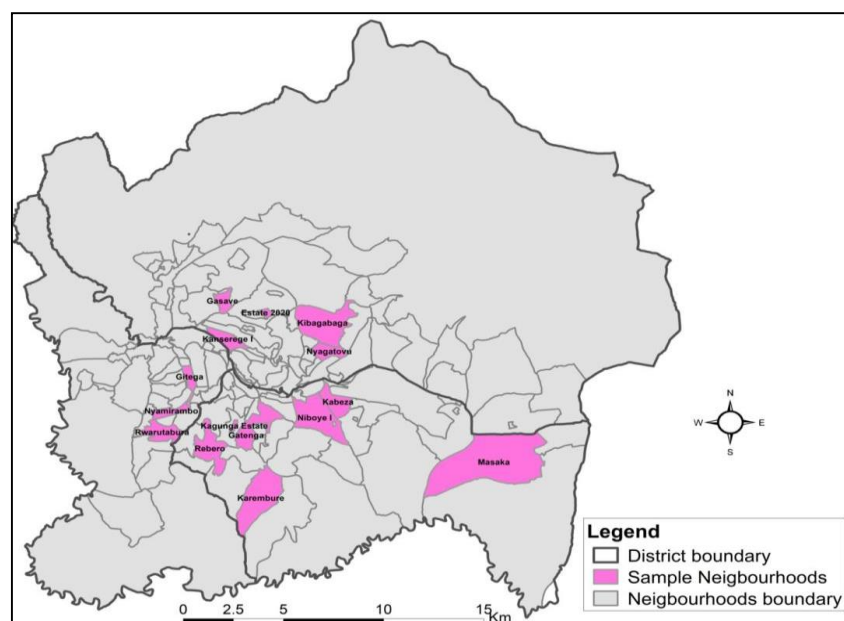 Gasave
Estate 2020
Kibagabaga
Kanserege I
Nyagatovu
Gitega
Kabeza
Nyamirambo
Niboye I
Kagunga Estate
Rwarutabura
Gatenga
Rebero
Masaka
Karembure
N
W E
S
Legend
District boundary
Sample Neigbourhoods
Neigbourhoods boundary
0 2.5 5 10 15
Km